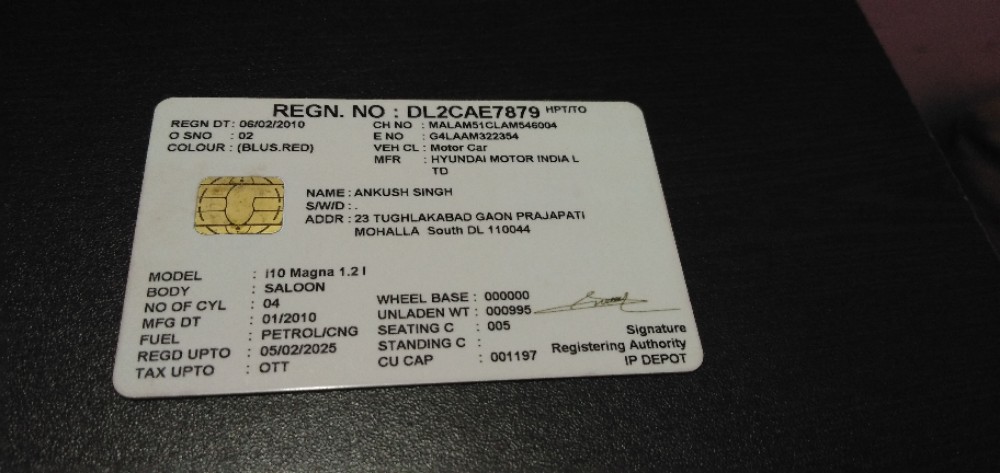 REGN. NO : DL2CAE7879 HPT/TO
REGN DT : 06/02/2010
O SNO : 02
COLOUR : (BLUS.RED)
CH NO : MALAM51CLAM546004
E NO : G4LAAM322354
VEH CL : Motor Car
MFR : HYUNDAI MOTOR INDIA L
TD
NAME : ANKUSH SINGH
S/W/D : .
ADDR : 23 TUGHLAKABAD GAON PRAJAPATI
MOHALLA South DL 110044
MODEL : i10 Magna 1.2 l
BODY : SALOON
NO OF CYL : 04
MFG DT : 01/2010
FUEL : PETROL/CNG
REGD UPTO : 05/02/2025
TAX UPTO : OTT
WHEEL BASE : 000000
UNLADEN WT : 000995
SEATING C : 005
STANDING C :
CU CAP : 001197
Signature
Registering Authority
IP DEPOT